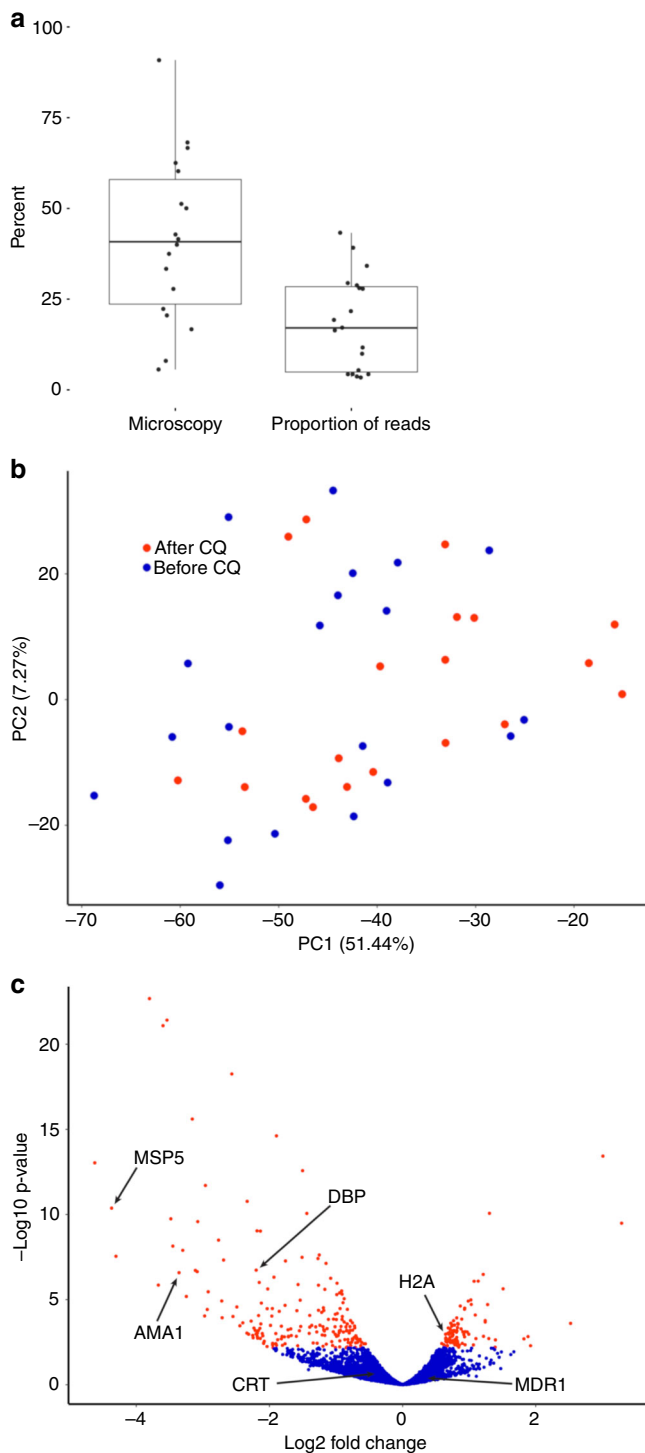 a
100
75
50
25
0
Percent
Microscopy
Proportion of reads
b
After CQ
Before CQ
20
0
–20
PC2 (7.27%)
–70
–60
–50
–40
–30
–20
PC1 (51.44%)
c
20
15
10
5
0
–Log10 p-value
MSP5
DBP
H2A
AMA1
CRT
MDR1
–4
–2
0
2
Log2 fold change